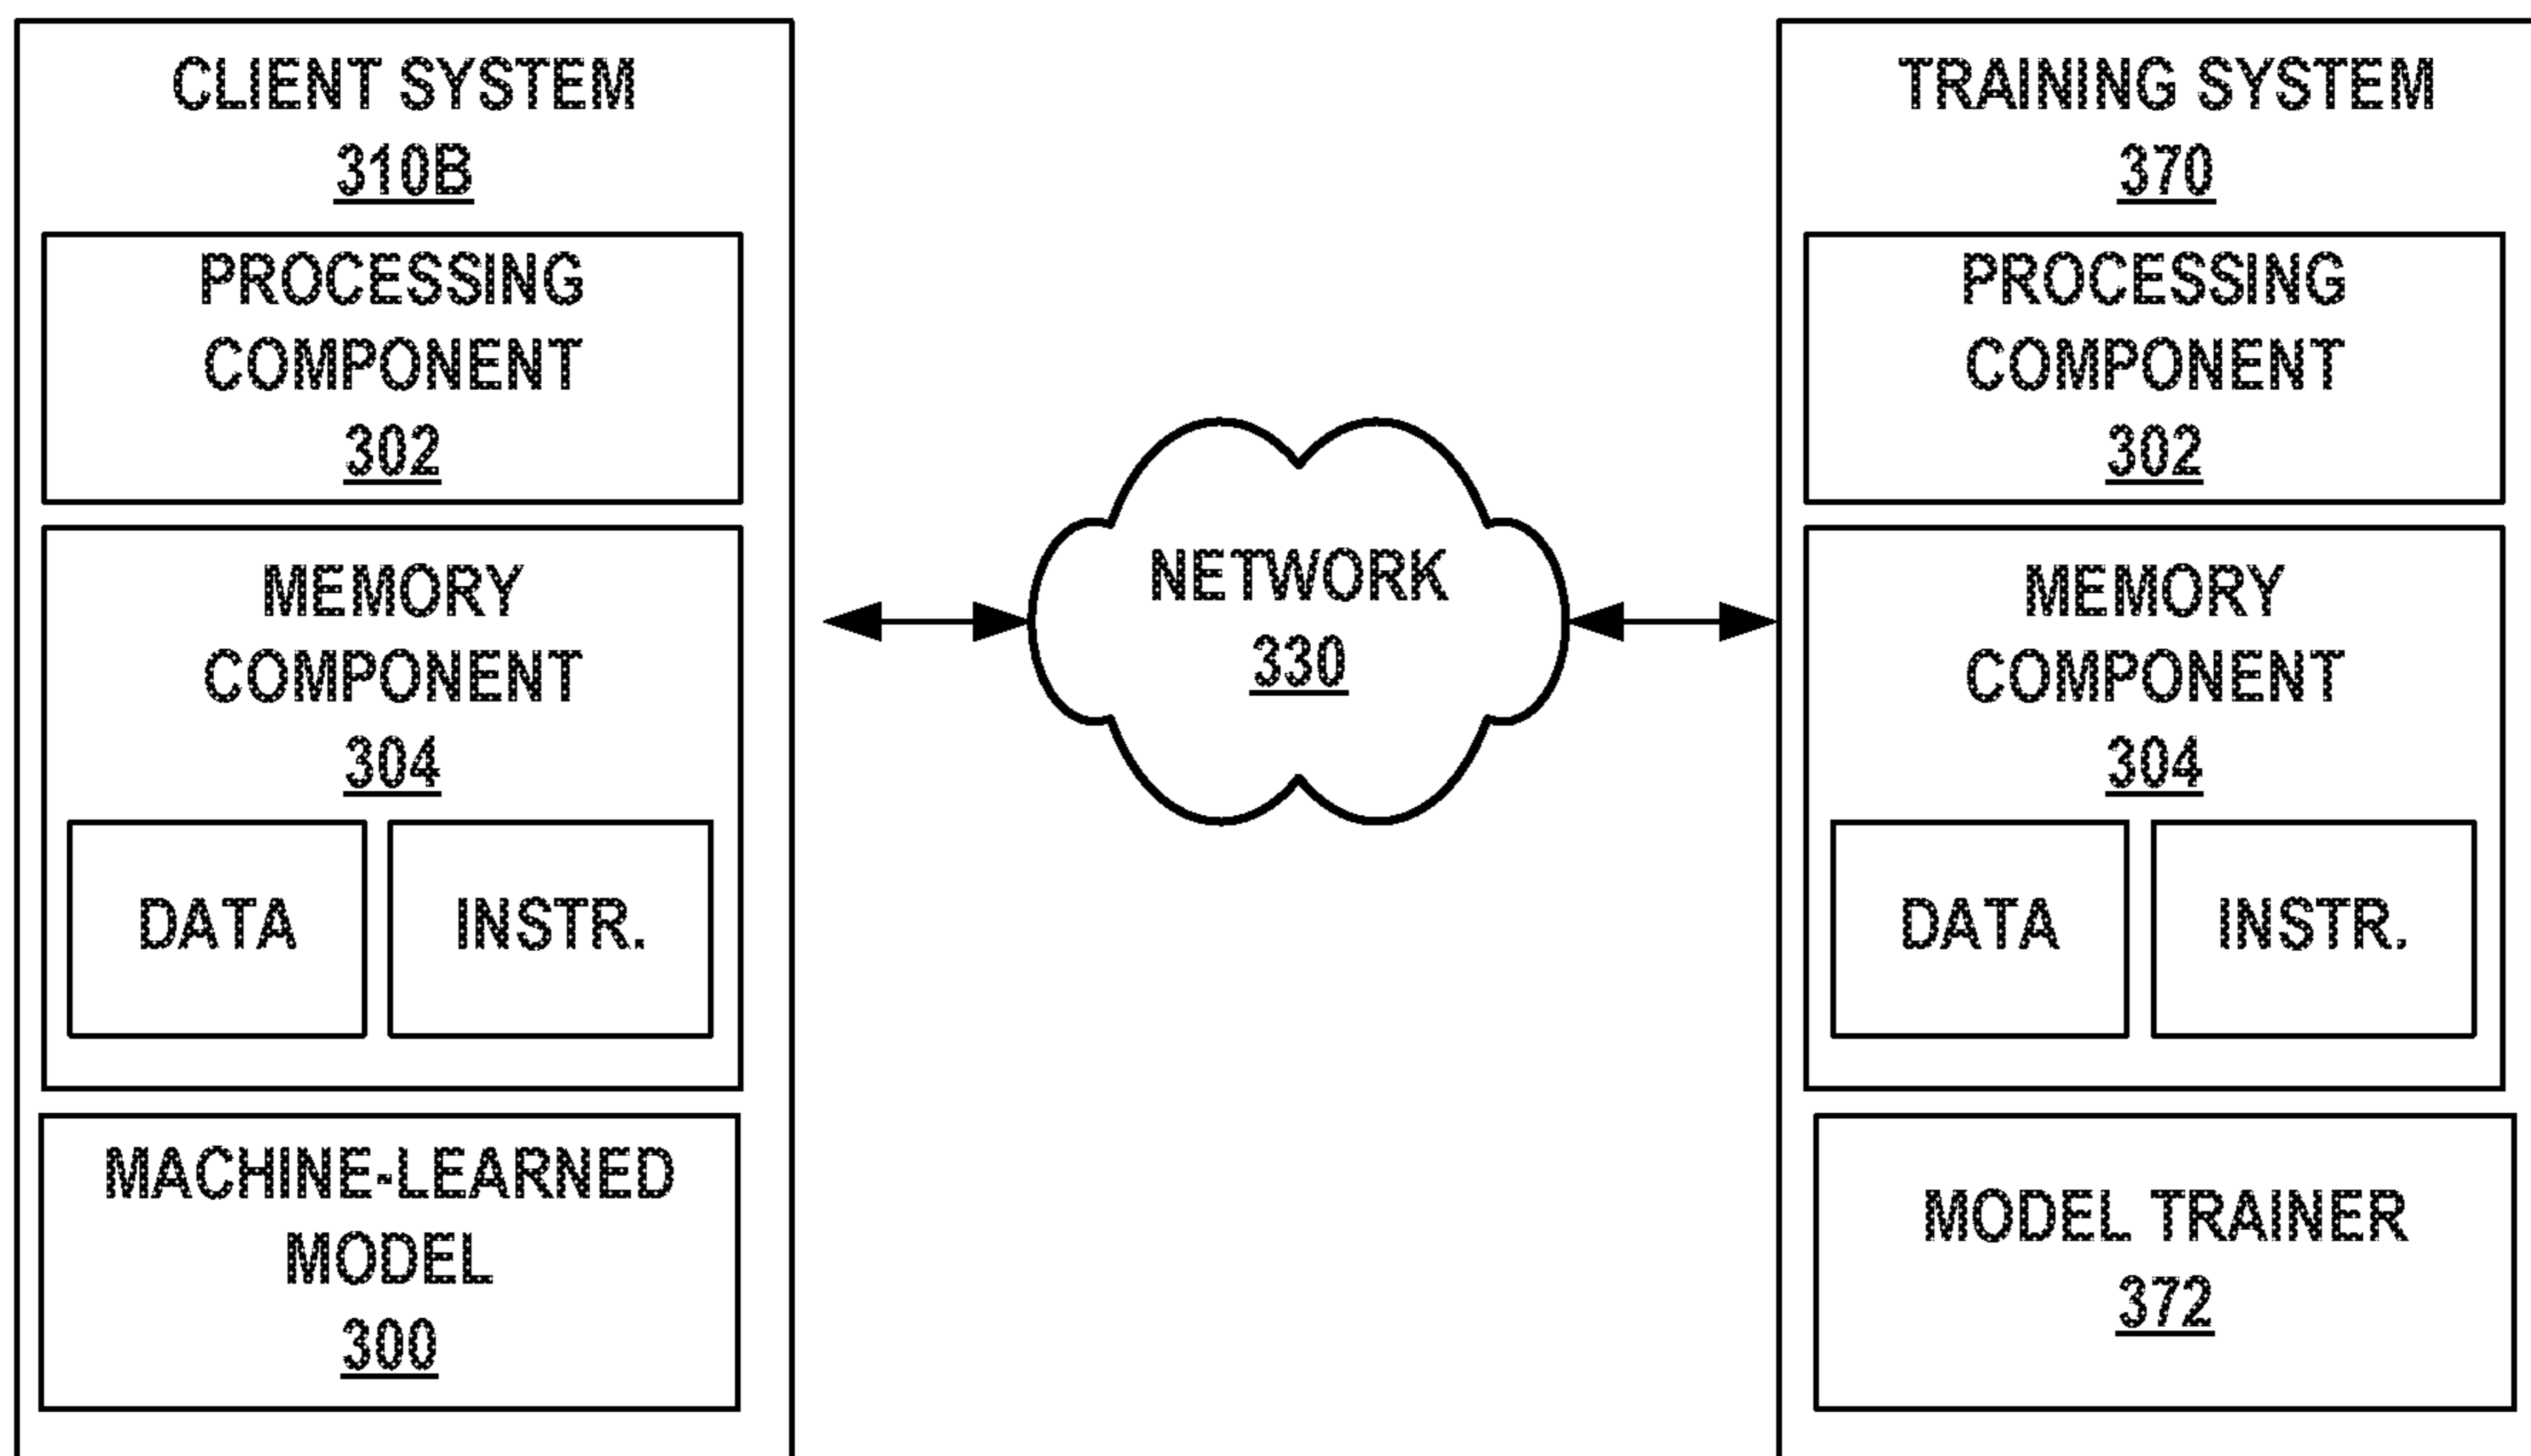 CLIENT SYSTEM
310B
PROCESSING
COMPONENT
302
MEMORY
COMPONENT
304
DATA
INSTR.
MACHINE-LEARNED
MODEL
300
NETWORK
330
TRAINING SYSTEM
370
PROCESSING
COMPONENT
302
MEMORY
COMPONENT
304
DATA
INSTR.
MODEL TRAINER
372